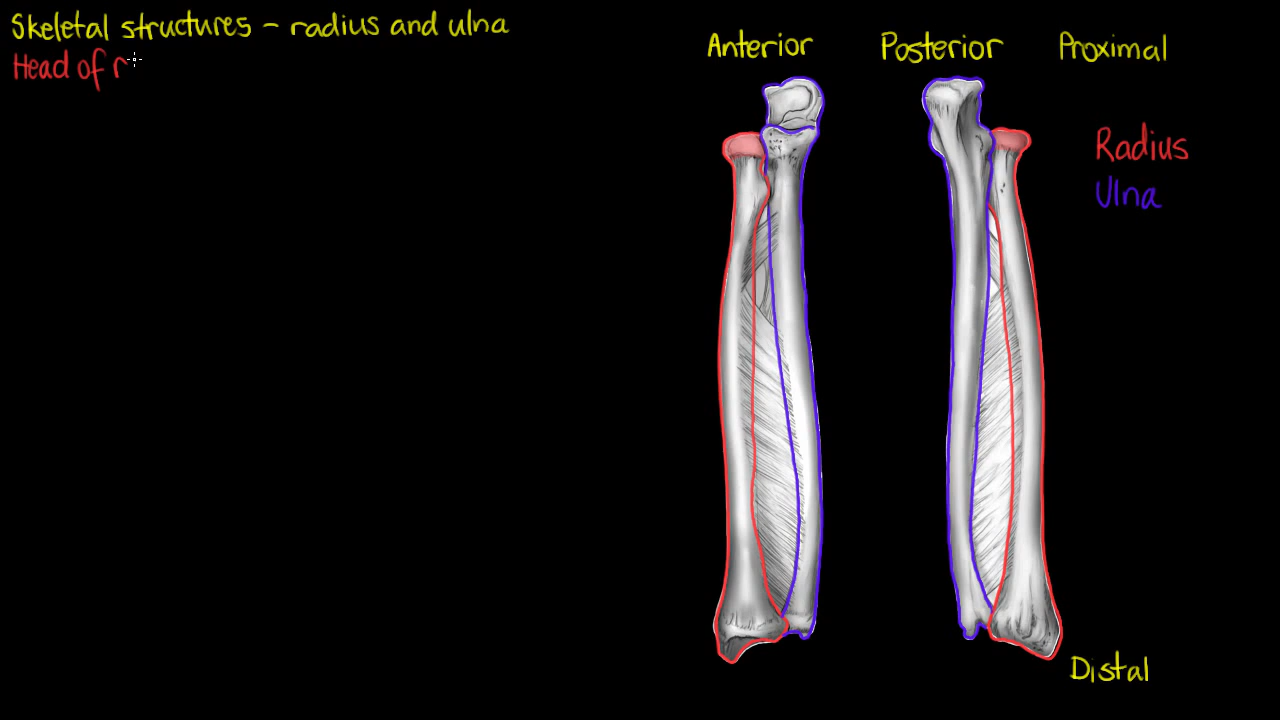 Skeletal structures - radius and ulna
Head of r
Anterior
Posterior
Proximal
Radius
Ulna
Distal